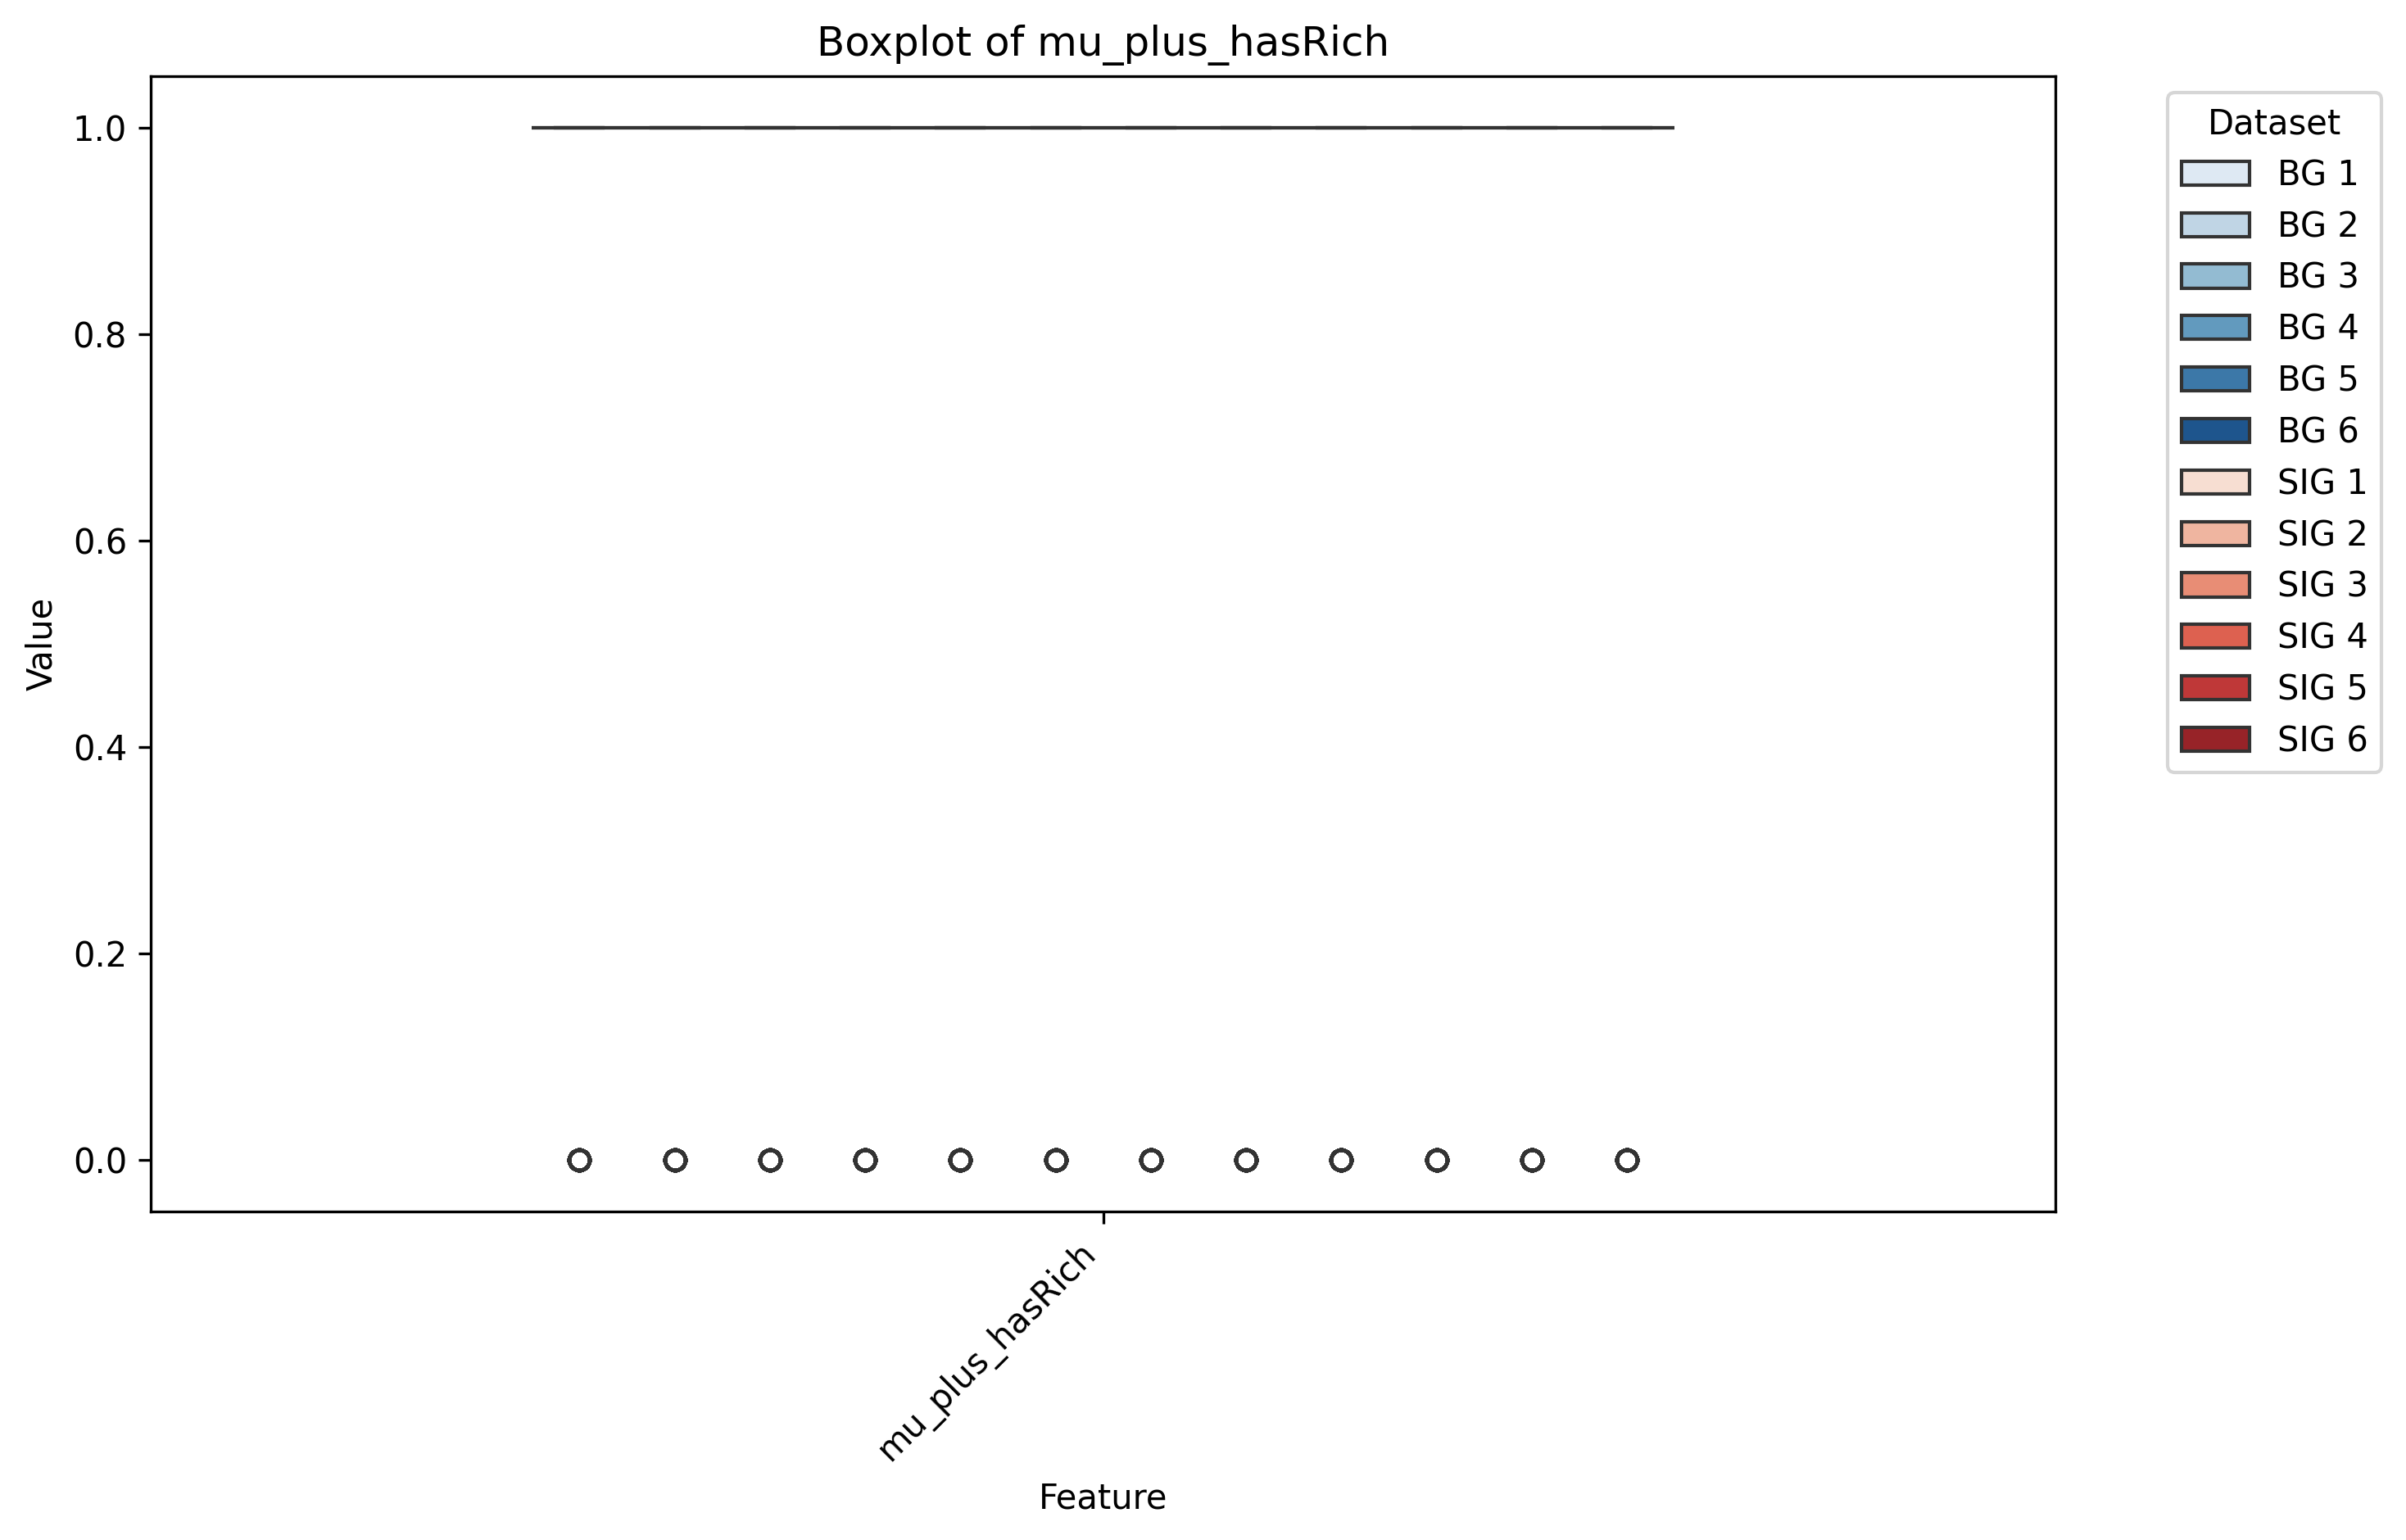 Boxplot of mu_plus_hasRich
1.0
0.8
0.6
0.4
0.2
0.0
Value
mu_plus_hasRich
Feature
Dataset
BG 1
BG 2
BG 3
BG 4
BG 5
BG 6
SIG 1
SIG 2
SIG 3
SIG 4
SIG 5
SIG 6